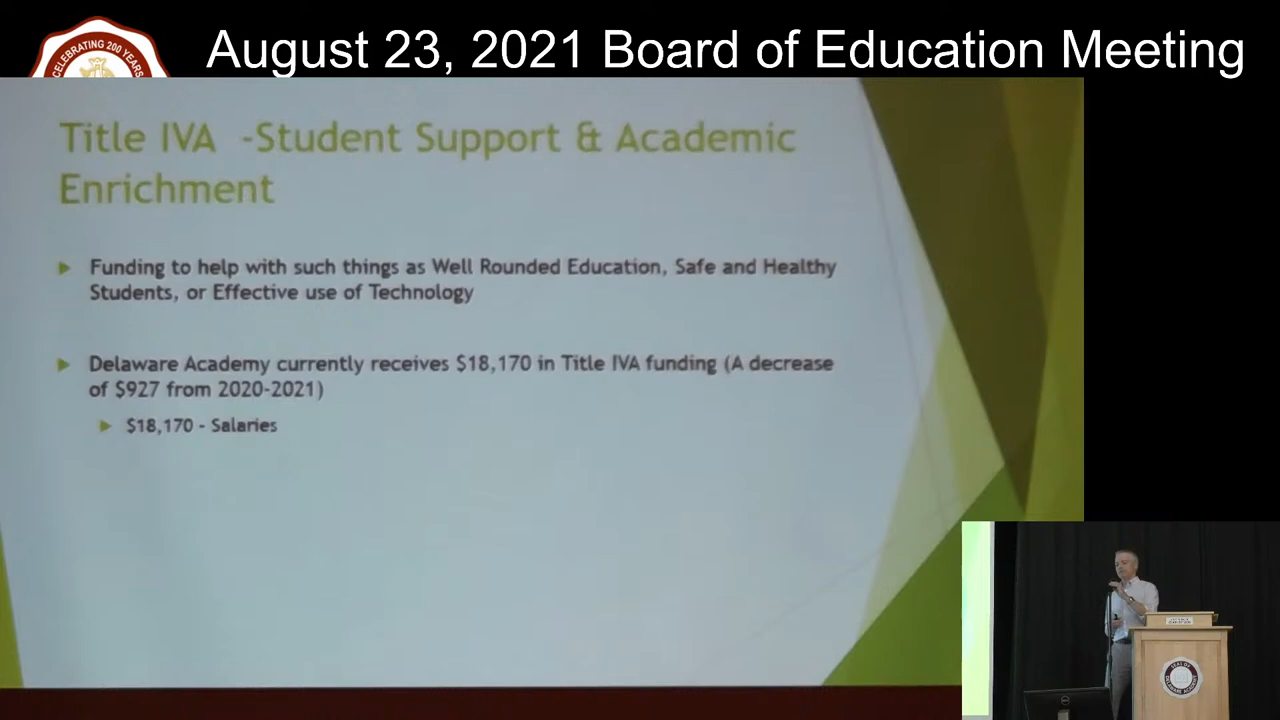 August 23, 2021 Board of Education Meeting
CELEBRATING 200 YEARS
Title IVA -Student Support & Academic
Enrichment
Funding to help with such things as Well Rounded Education, Safe and Healthy
Students, or Effective use of Technology
Delaware Academy currently receives $18,170 in Title IVA funding (A decrease
of $927 from 2020-2021)
$18,170 - Salaries
DELL